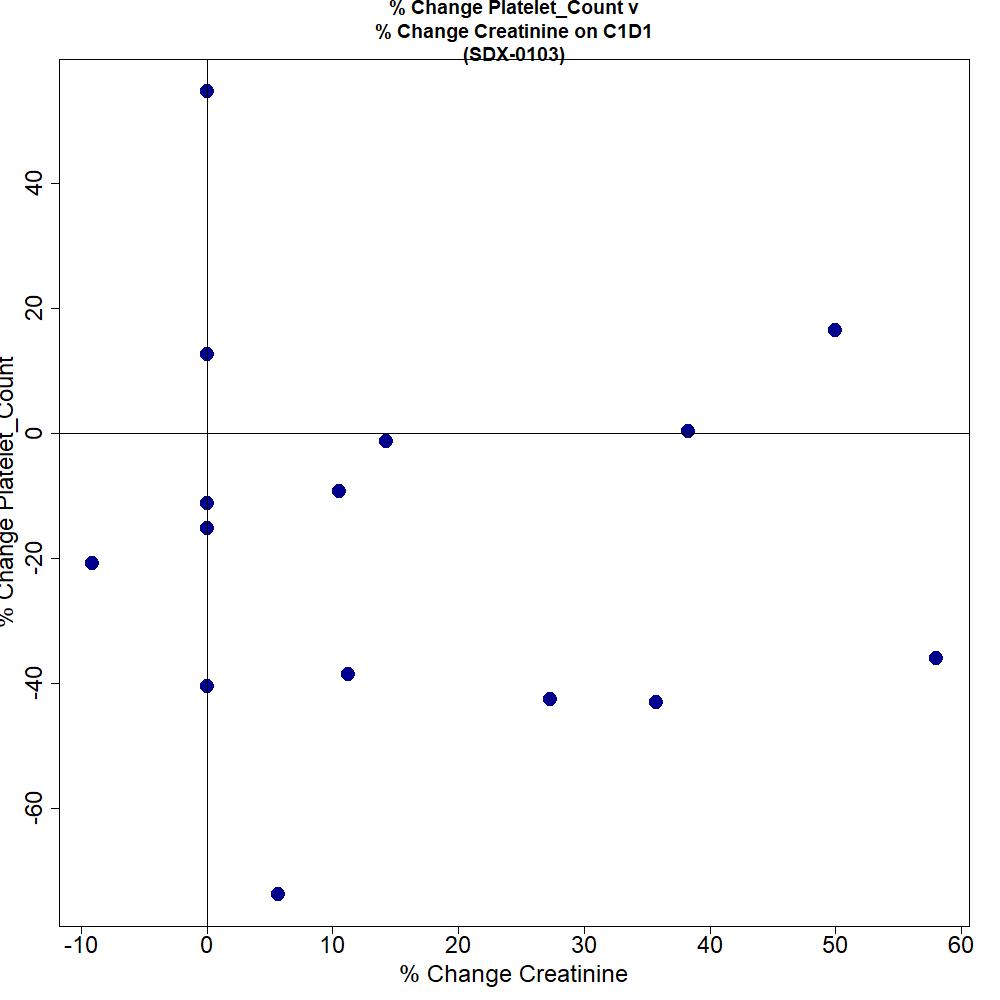 % Change Platelet_Count v
% Change Creatinine on C1D1
(SDX-0103)
% Change Platelet_Count
40
20
0
-20
-40
-60
-10 0 10 20 30 40 50 60
% Change Creatinine